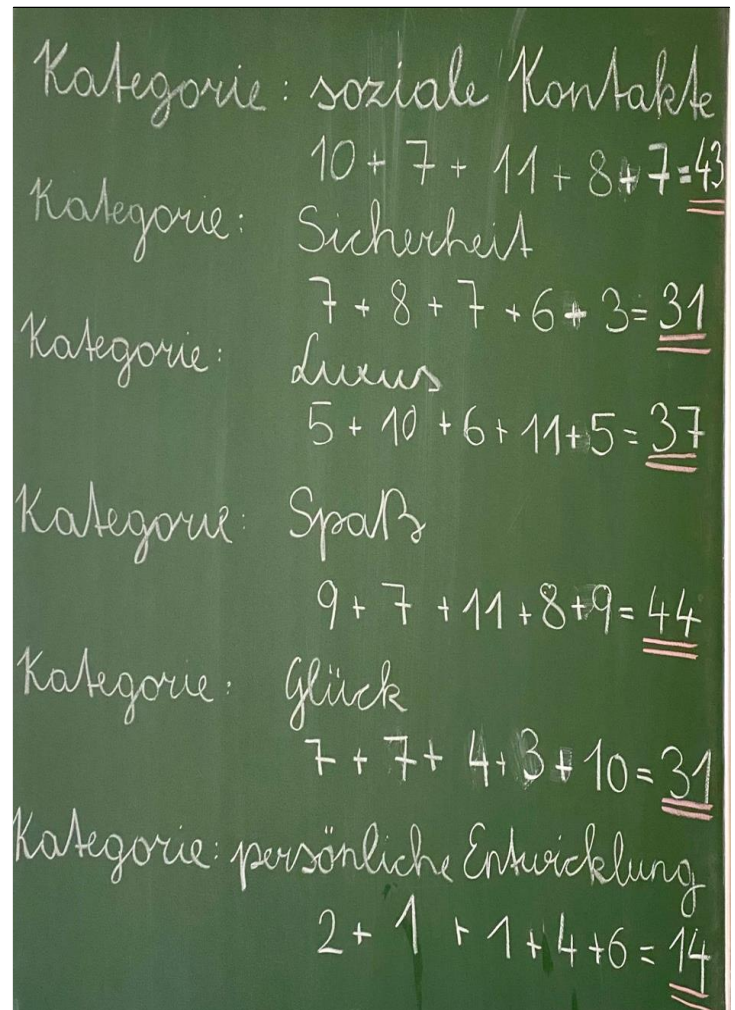 Kategorie: soziale Kontakte
10 + 7 + 11 + 8 + 7 = 43
Kategorie: Sicherheit
7 + 8 + 7 + 6 + 3 = 31
Kategorie: Luxus
5 + 10 + 6 + 11 + 5 = 37
Kategorie: Spaß
9 + 7 + 11 + 8 + 9 = 44
Kategorie: Glück
7 + 7 + 4 + 3 + 10 = 31
Kategorie: persönliche Entwicklung
2 + 1 + 1 + 4 + 6 = 14